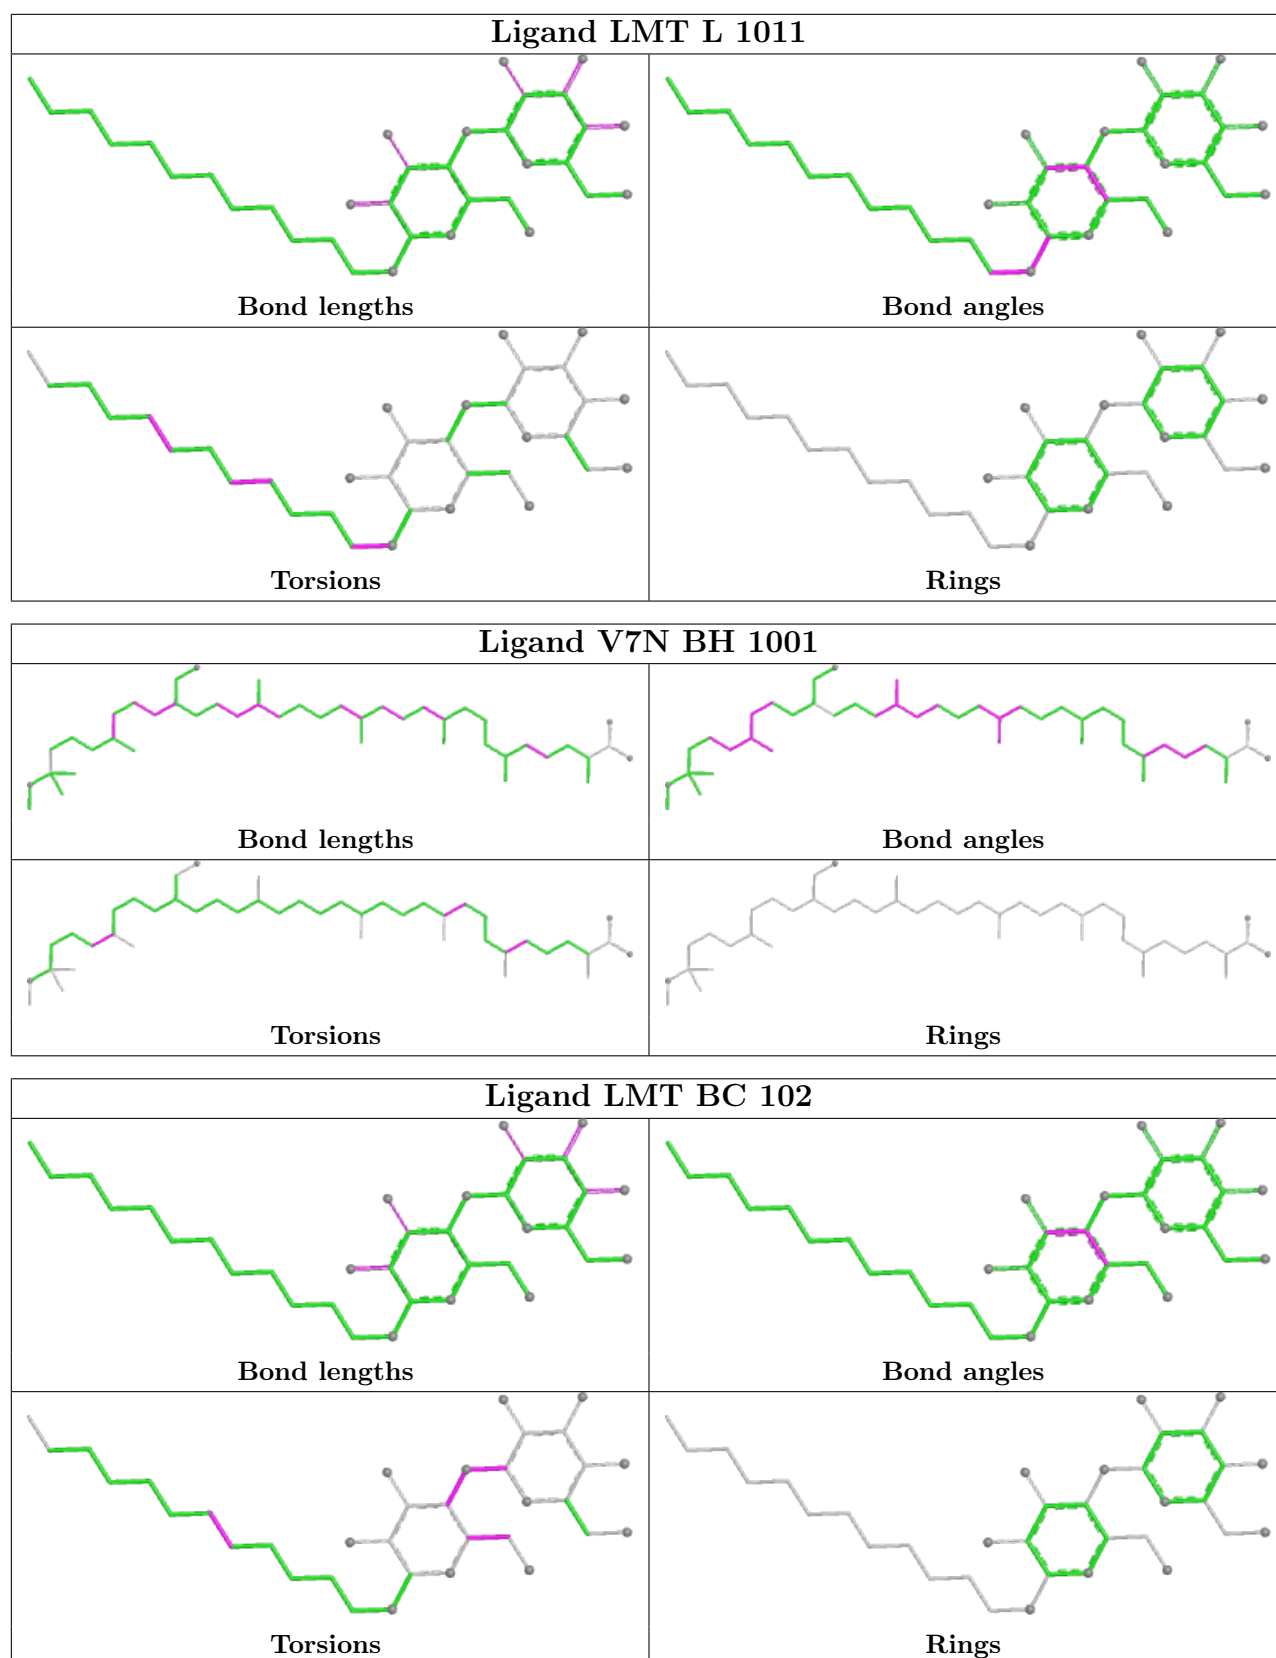 Ligand LMT L 1011
Bond lengths
Bond angles
Torsions
Rings
Ligand V7N BH 1001
Bond lengths
Bond angles
Torsions
Rings
Ligand LMT BC 102
Bond lengths
Bond angles
Torsions
Rings